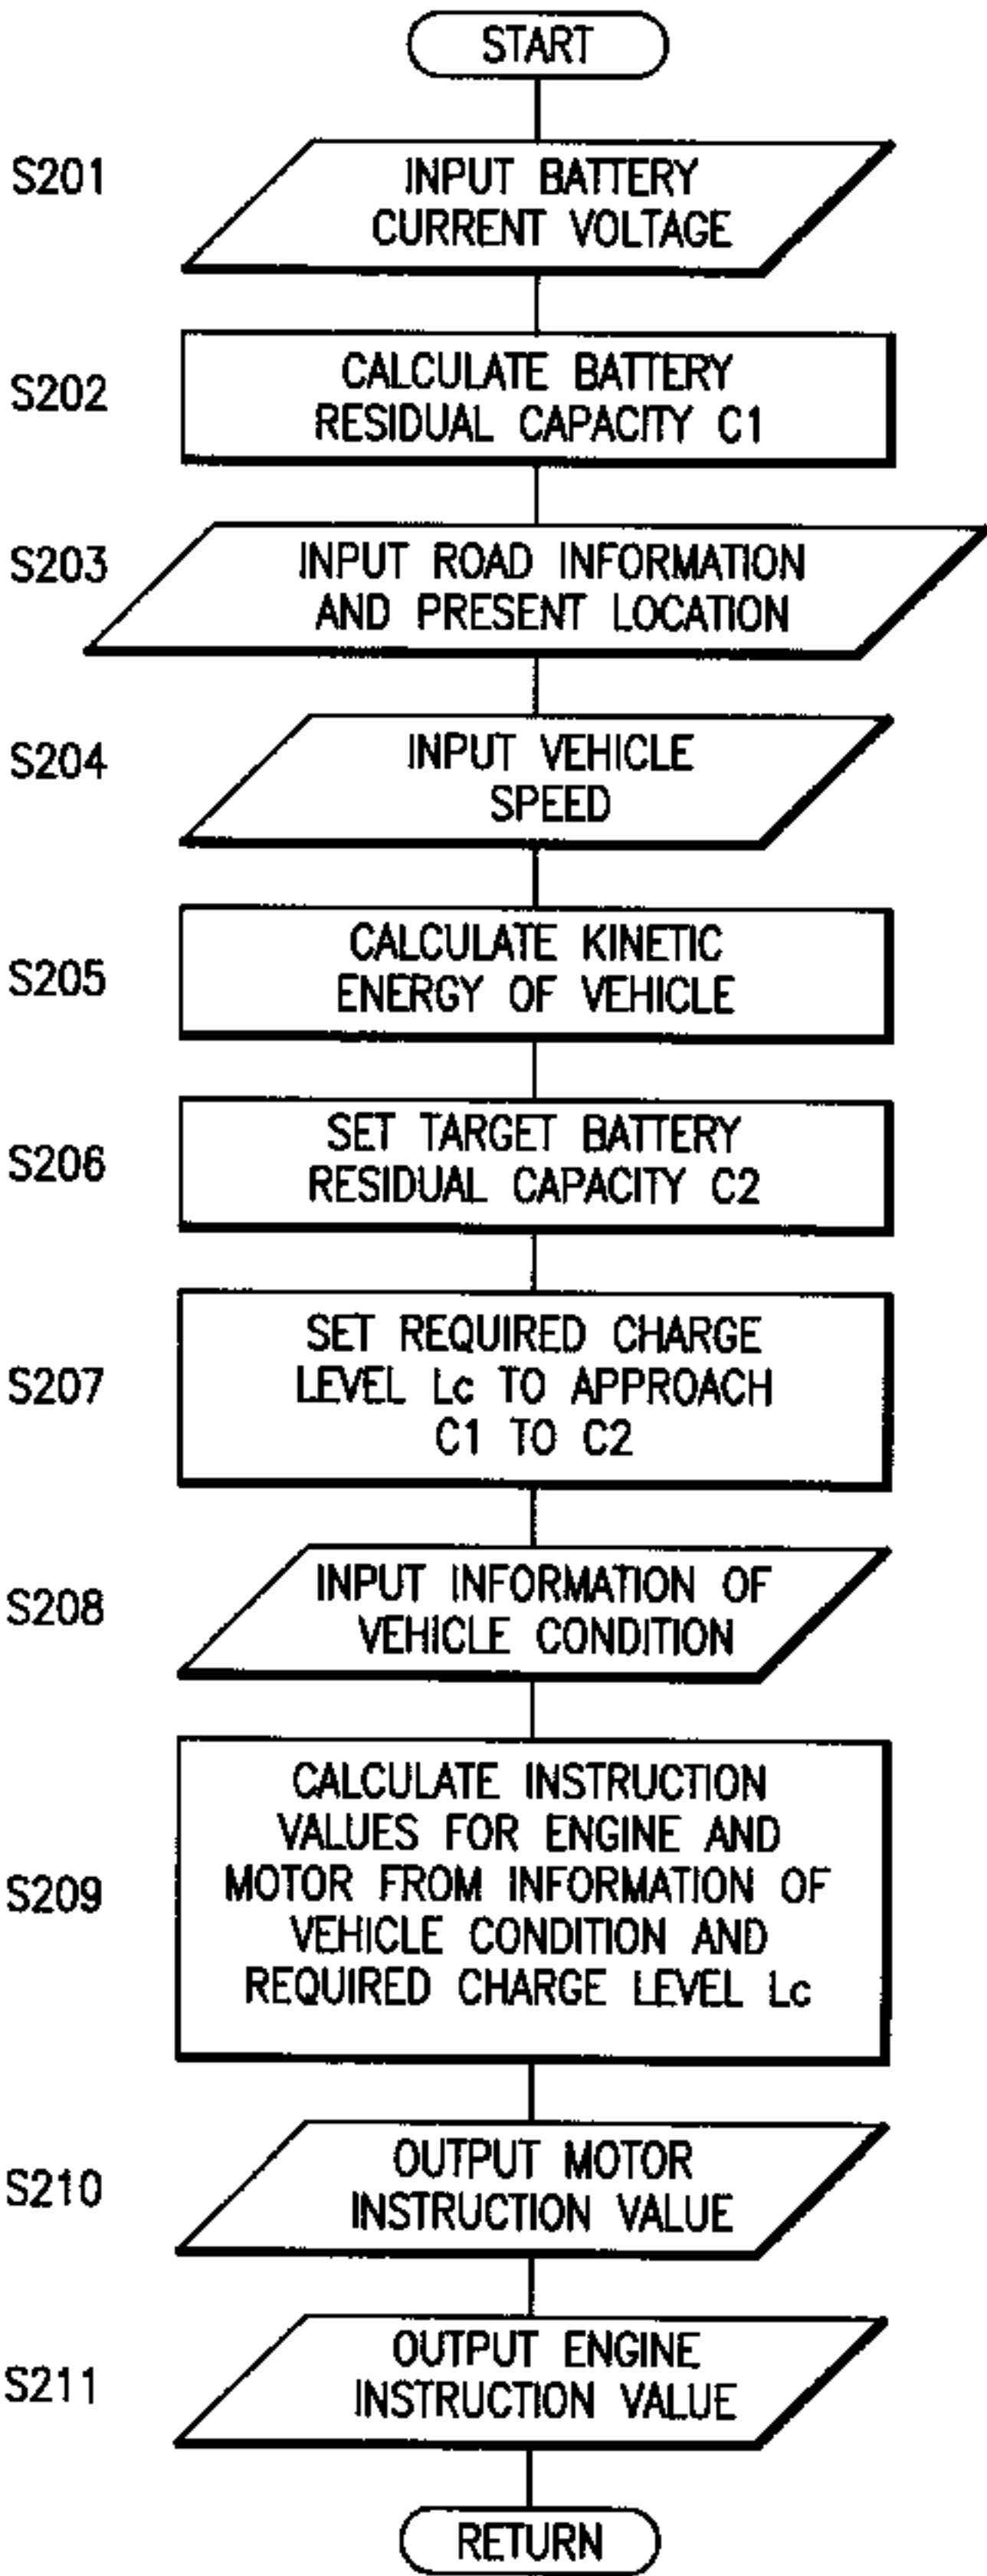 START
S201
INPUT BATTERY
CURRENT VOLTAGE
S202
CALCULATE BATTERY
RESIDUAL CAPACITY C1
S203
INPUT ROAD INFORMATION
AND PRESENT LOCATION
S204
INPUT VEHICLE
SPEED
S205
CALCULATE KINETIC
ENERGY OF VEHICLE
S206
SET TARGET BATTERY
RESIDUAL CAPACITY C2
S207
SET REQUIRED CHARGE
LEVEL Lc TO APPROACH
C1 TO C2
S208
INPUT INFORMATION OF
VEHICLE CONDITION
S209
CALCULATE INSTRUCTION
VALUES FOR ENGINE AND
MOTOR FROM INFORMATION OF
VEHICLE CONDITION AND
REQUIRED CHARGE LEVEL Lc
S210
OUTPUT MOTOR
INSTRUCTION VALUE
S211
OUTPUT ENGINE
INSTRUCTION VALUE
RETURN